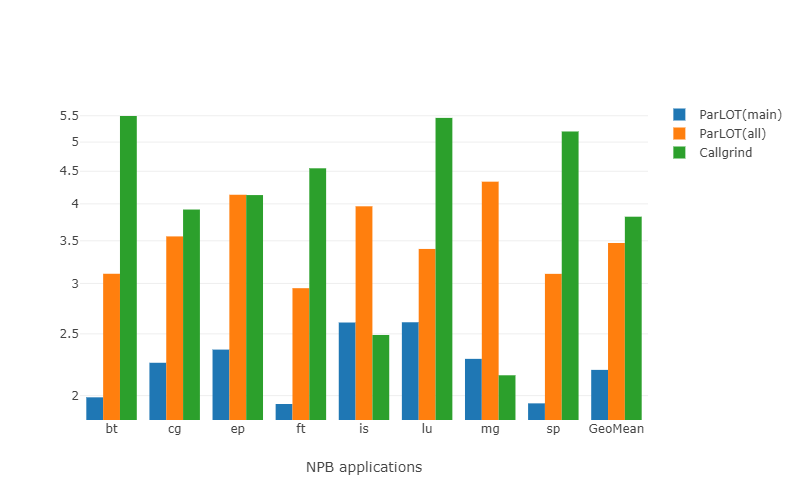 5.5
5
4.5
4
3.5
3
2.5
2
bt cg ep ft is lu mg sp GeoMean
NPB applications
ParLOT(main)
ParLOT(all)
Callgrind